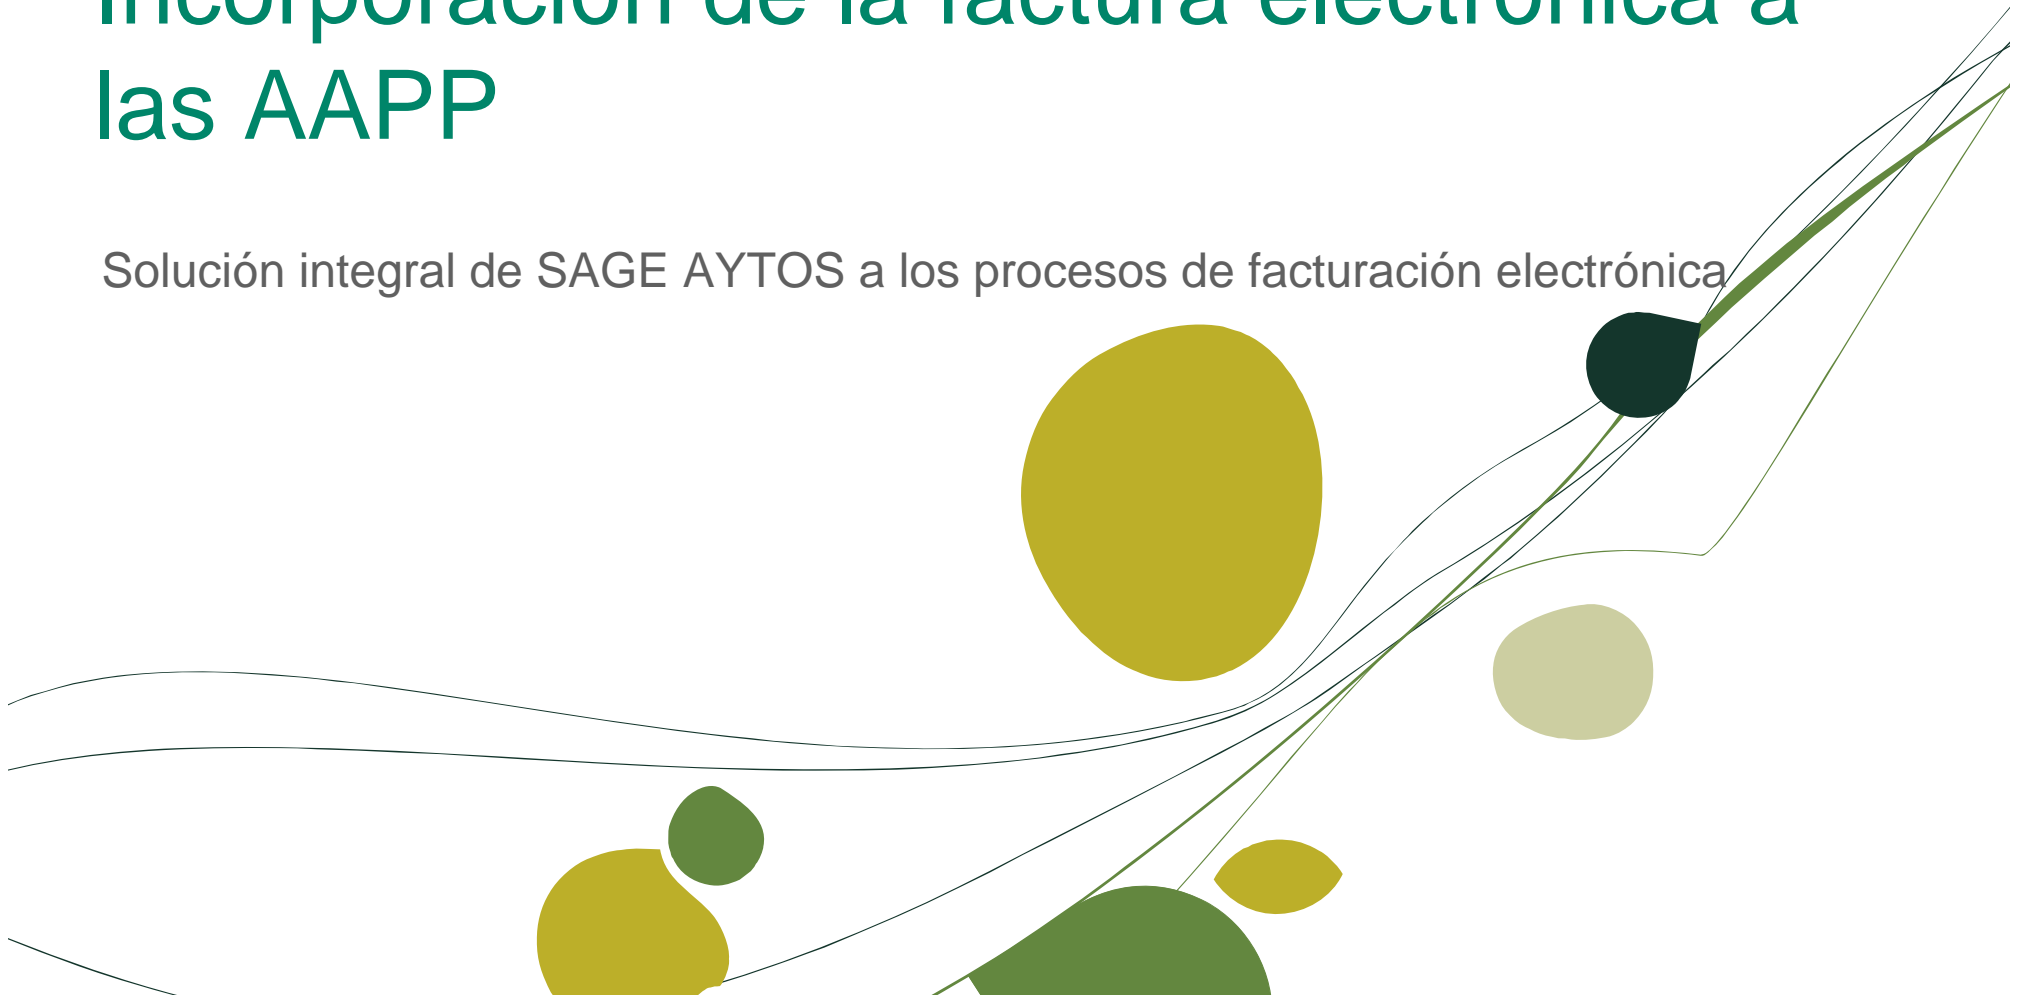 Incorporación de la factura electrónica a
las AAPP
Solución integral de SAGE AYTOS a los procesos de facturación electrónica